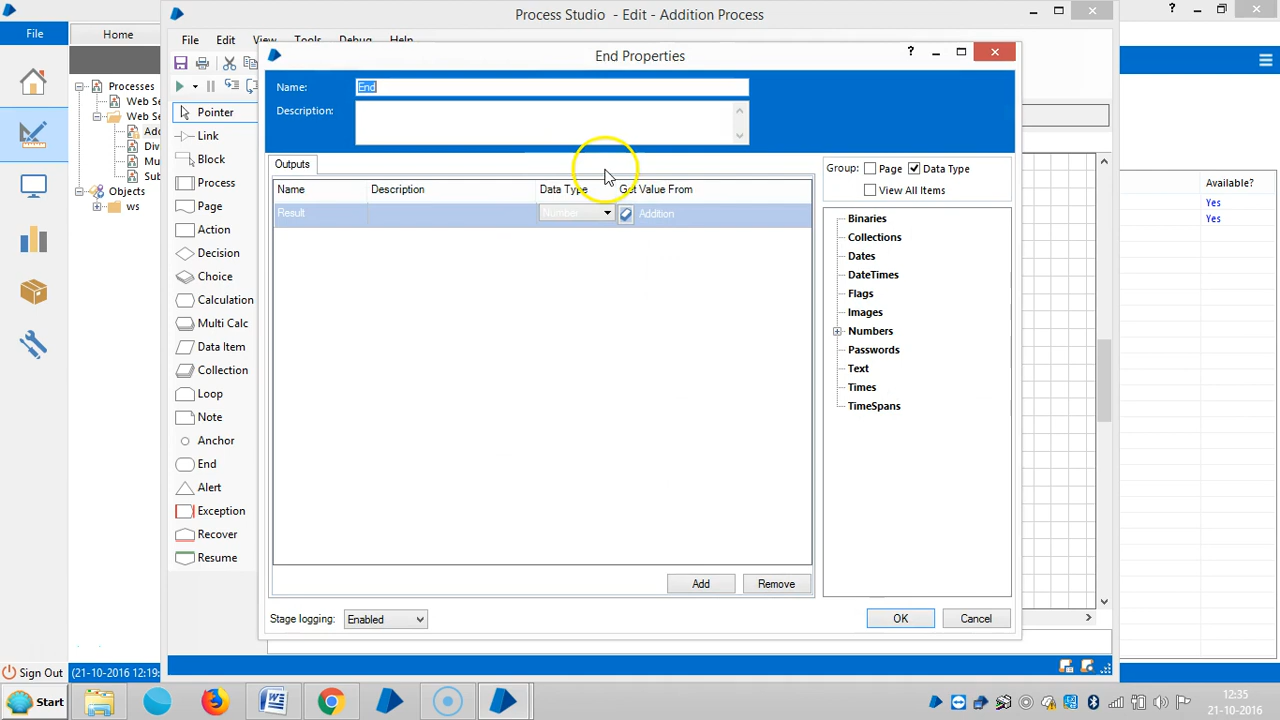 Process Studio - Edit - Addition Process
File
Home
File Edit View Tools Debug Help
End Properties
?
?
Name: End
Description:
Processes
Web Se
Web Se
Ad
Div
Mu
Sub
Objects
ws
Pointer
Link
Block
Process
Page
Action
Decision
Choice
Calculation
Multi Calc
Data Item
Collection
Loop
Note
Anchor
End
Alert
Exception
Recover
Resume
Outputs
Name Description Data Type Get Value From
Result Number Addition
Group: Page Data Type
View All Items
Binaries
Collections
Dates
DateTimes
Flags
Images
Numbers
Passwords
Text
Times
TimeSpans
Available?
Yes
Yes
Add Remove
Stage logging: Enabled
OK Cancel
Sign Out
(21-10-2016 12:19:
Start
12:35
21-10-2016